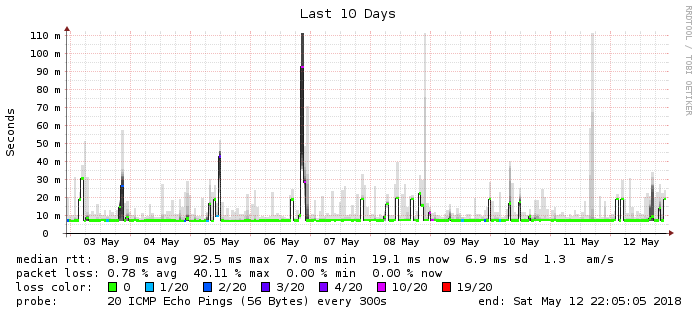 Last 10 Days
RRDTOOL / TOBI OETIKER
Seconds
110 m
100 m
90 m
80 m
70 m
60 m
50 m
40 m
30 m
20 m
10 m
0
03 May 04 May 05 May 06 May 07 May 08 May 09 May 10 May 11 May 12 May
median rtt: 8.9 ms avg 92.5 ms max 7.0 ms min 19.1 ms now 6.9 ms sd 1.3 am/s
packet loss: 0.78 % avg 40.11 % max 0.00 % min 0.00 % now
loss color: 0 1/20 2/20 3/20 4/20 10/20 19/20
probe: 20 ICMP Echo Pings (56 Bytes) every 300s end: Sat May 12 22:05:05 2018